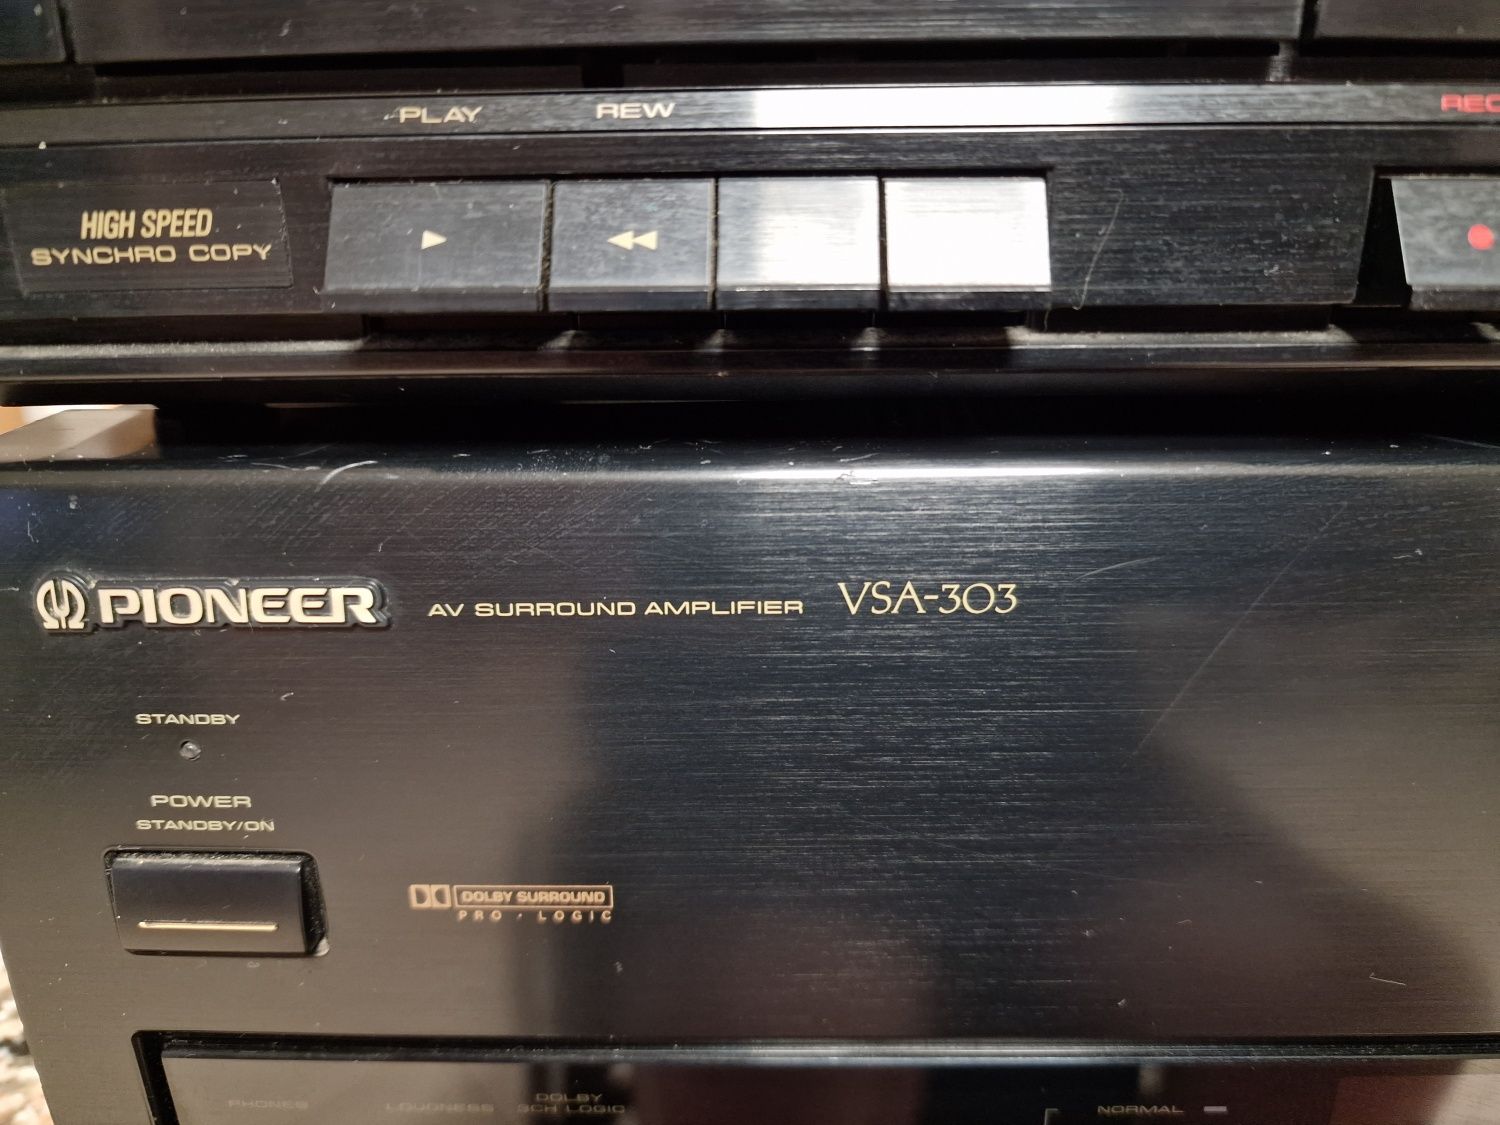 PLAY REW REC
HIGH SPEED
SYNCHRO COPY
PIONEER AV SURROUND AMPLIFIER VSA-303
STANDBY
POWER
STANDBY/ON
DOLBY SURROUND
PRO · LOGIC
DOLBY
PHONES LOUDNESS 3CH LOGIC NORMAL